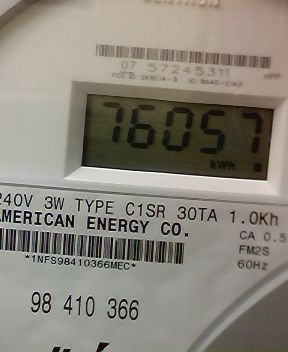 07 57245311
76057
kWh
240V 3W TYPE C1SR 30TA 1.0Kh
AMERICAN ENERGY CO.
CA 0.5
FM2S
*1NFS98410366MEC*
60Hz
98 410 366